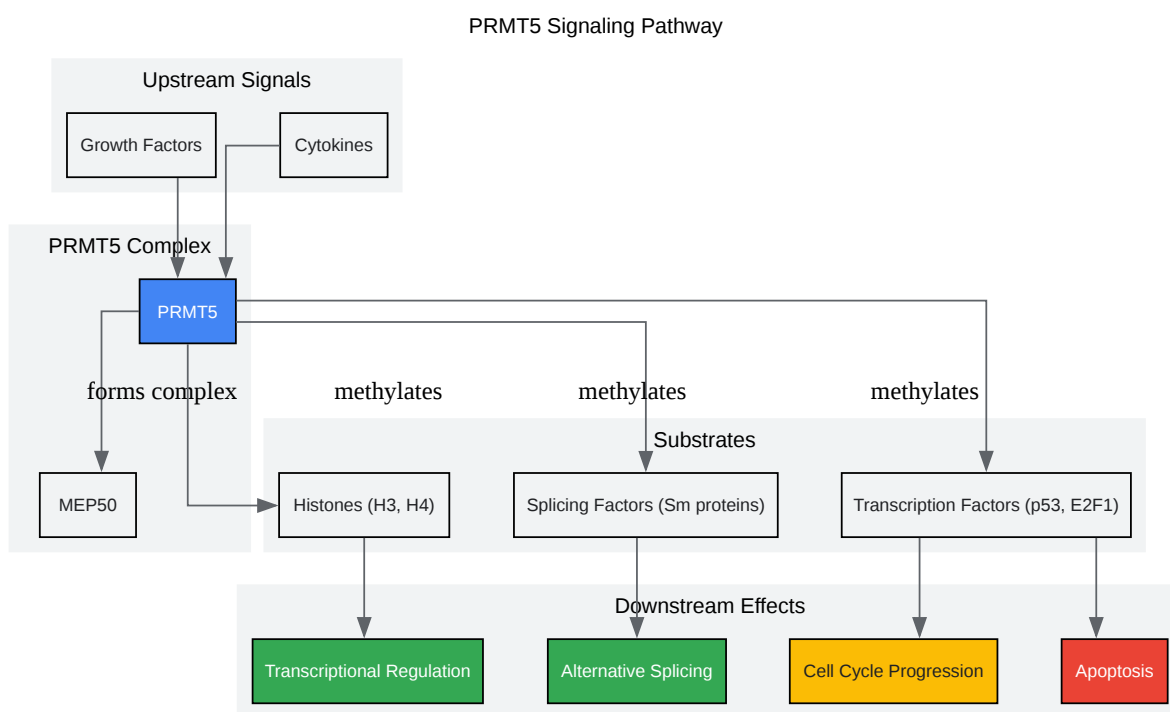 PRMT5 Signaling Pathway
Upstream Signals
Growth Factors
Cytokines
PRMT5 Complex
PRMT5
forms complex
methylates
methylates
methylates
Substrates
MEP50
Histones (H3, H4)
Splicing Factors (Sm proteins)
Transcription Factors (p53, E2F1)
Downstream Effects
Transcriptional Regulation
Alternative Splicing
Cell Cycle Progression
Apoptosis